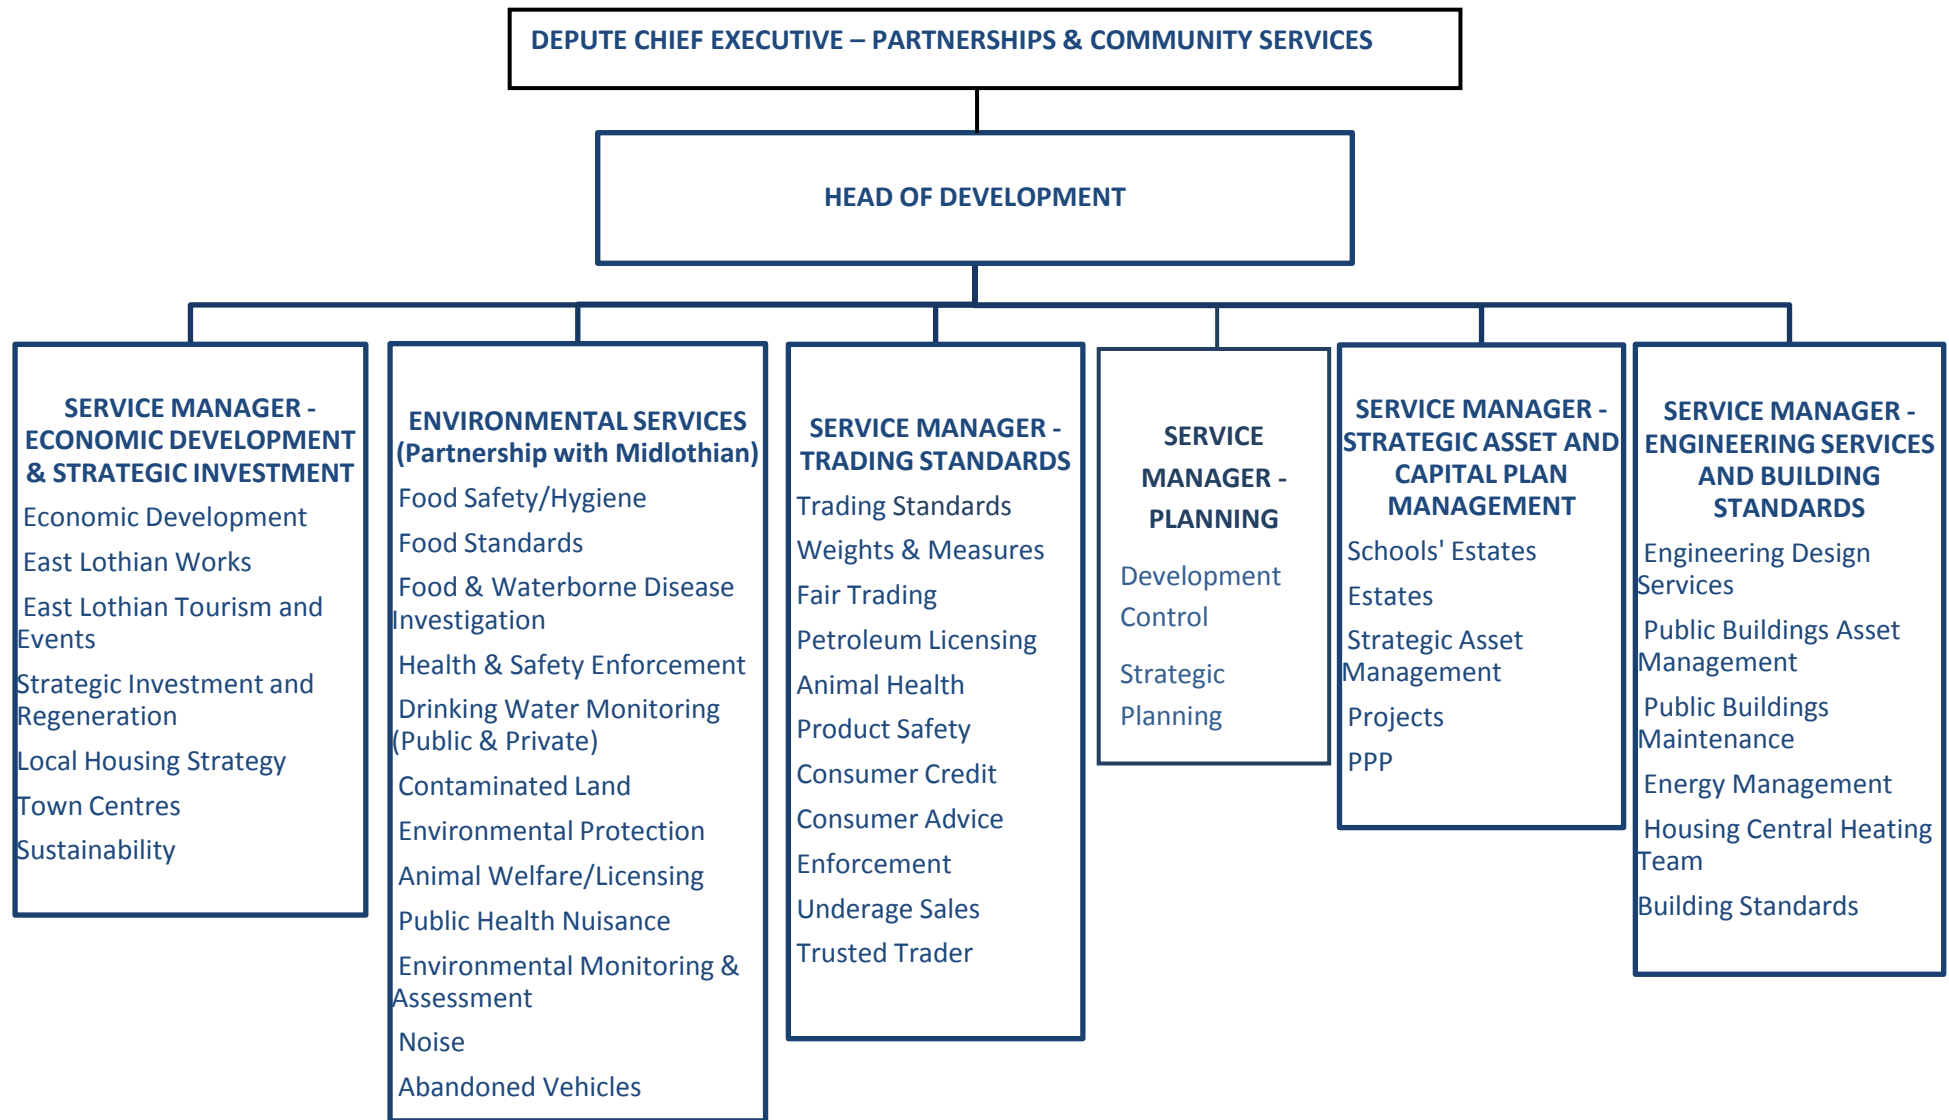 DEPUTE CHIEF EXECUTIVE – PARTNERSHIPS & COMMUNITY SERVICES
HEAD OF DEVELOPMENT
SERVICE MANAGER -
ECONOMIC DEVELOPMENT
& STRATEGIC INVESTMENT
Economic Development
East Lothian Works
East Lothian Tourism and
Events
Strategic Investment and
Regeneration
Local Housing Strategy
Town Centres
Sustainability
ENVIRONMENTAL SERVICES
(Partnership with Midlothian)
Food Safety/Hygiene
Food Standards
Food & Waterborne Disease
Investigation
Health & Safety Enforcement
Drinking Water Monitoring
(Public & Private)
Contaminated Land
Environmental Protection
Animal Welfare/Licensing
Public Health Nuisance
Environmental Monitoring &
Assessment
Noise
Abandoned Vehicles
SERVICE MANAGER -
TRADING STANDARDS
Trading Standards
Weights & Measures
Fair Trading
Petroleum Licensing
Animal Health
Product Safety
Consumer Credit
Consumer Advice
Enforcement
Underage Sales
Trusted Trader
SERVICE
MANAGER -
PLANNING
Development
Control
Strategic
Planning
SERVICE MANAGER -
STRATEGIC ASSET AND
CAPITAL PLAN
MANAGEMENT
Schools' Estates
Estates
Strategic Asset
Management
Projects
PPP
SERVICE MANAGER -
ENGINEERING SERVICES
AND BUILDING
STANDARDS
Engineering Design
Services
Public Buildings Asset
Management
Public Buildings
Maintenance
Energy Management
Housing Central Heating
Team
Building Standards